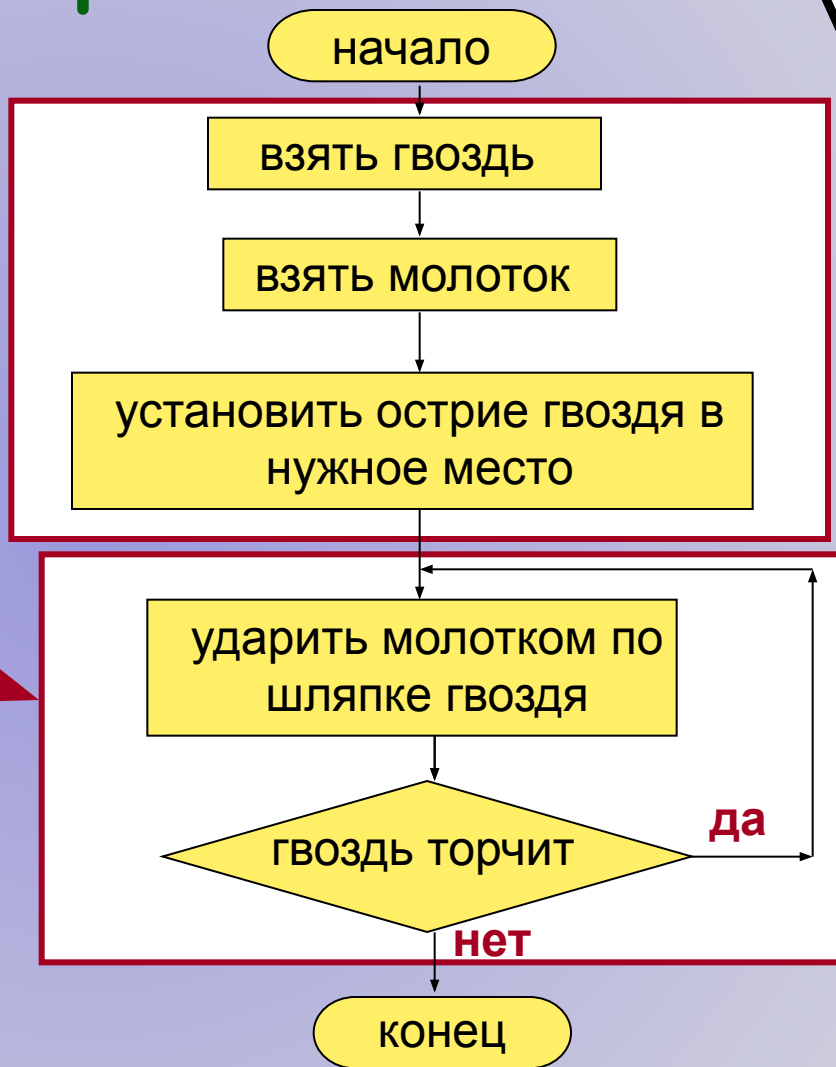 начало
взять гвоздь
взять молоток
установить острие гвоздя в
нужное место
ударить молотком по
шляпке гвоздя
гвоздь торчит
да
нет
конец